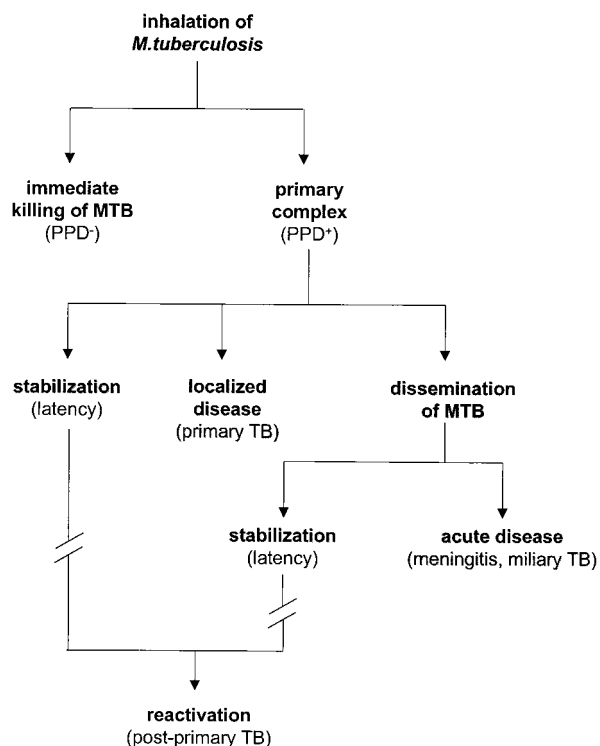 inhalation of
M.tuberculosis
immediate
killing of MTB
(PPD-)
primary
complex
(PPD+)
stabilization
(latency)
localized
disease
(primary TB)
dissemination
of MTB
stabilization
(latency)
acute disease
(meningitis, miliary TB)
reactivation
(post-primary TB)